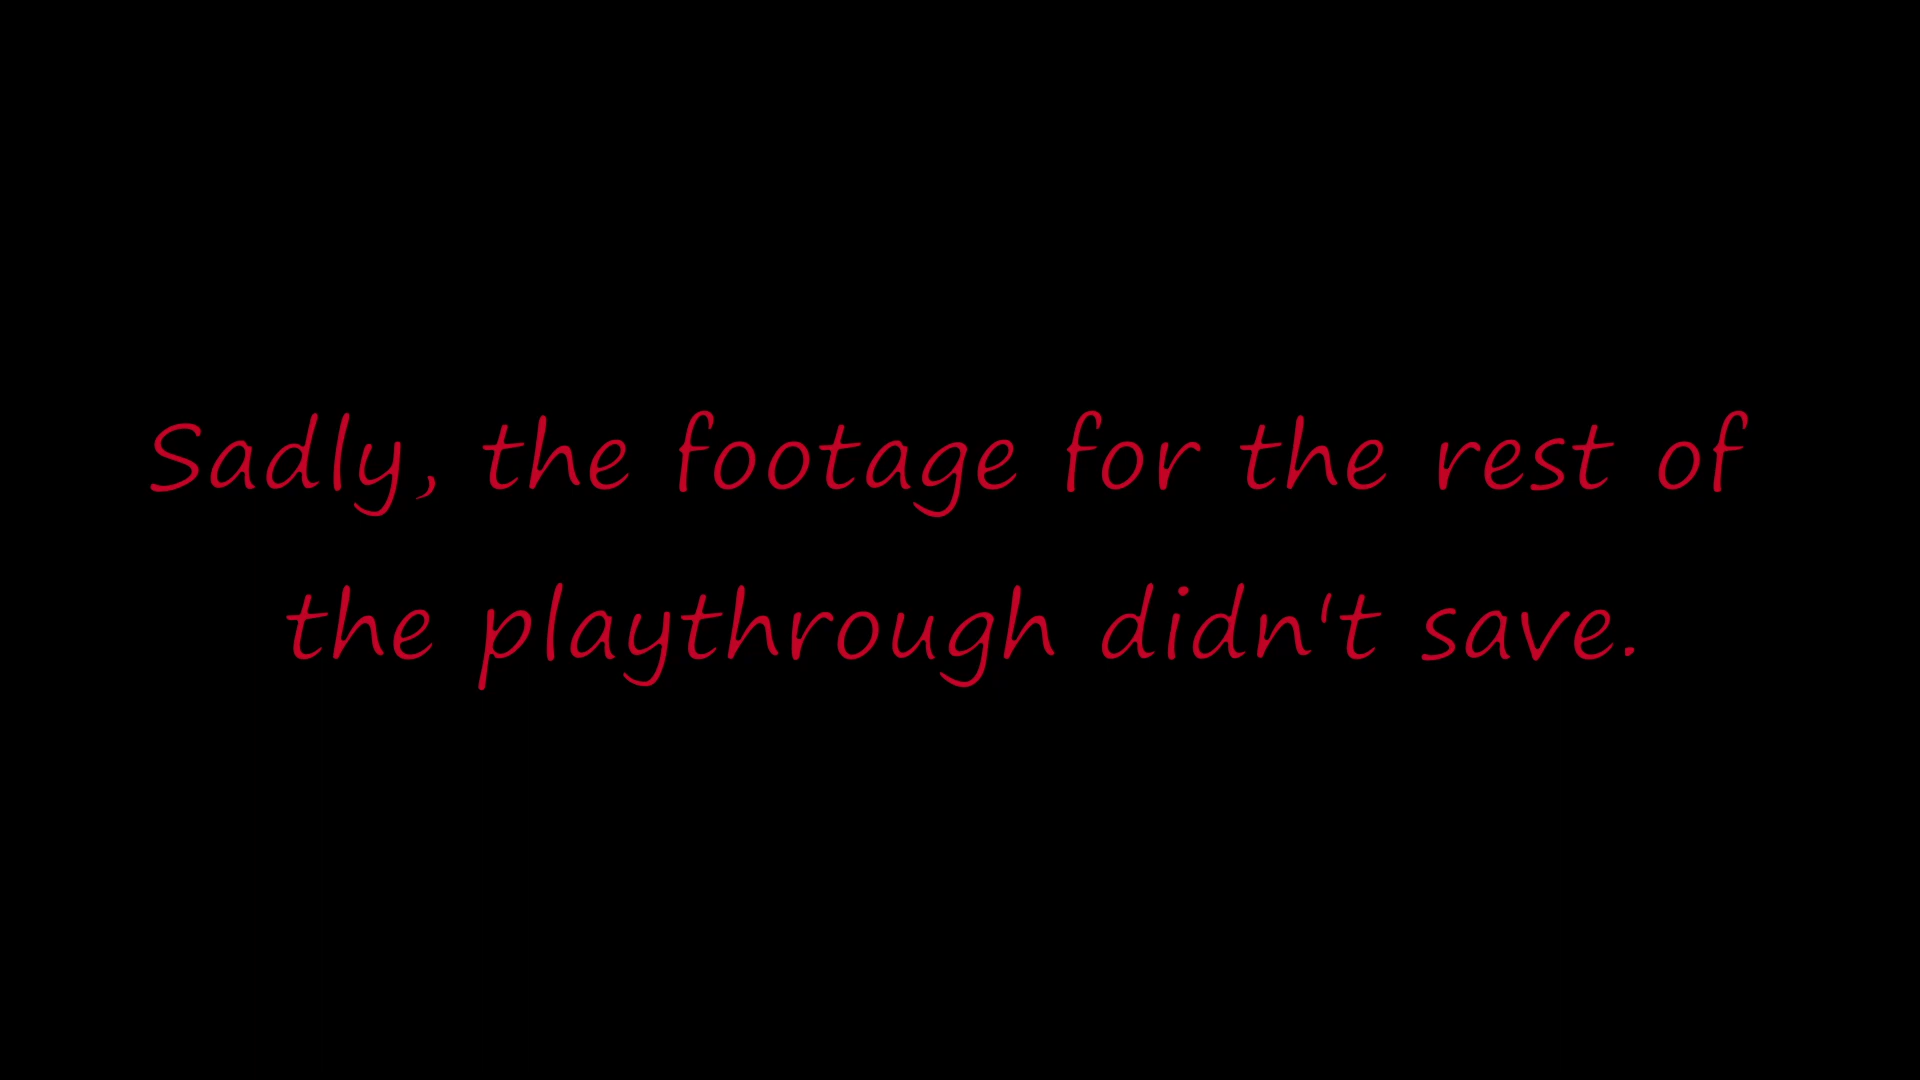 Sadly, the footage for the rest of
the playthrough didn't save.